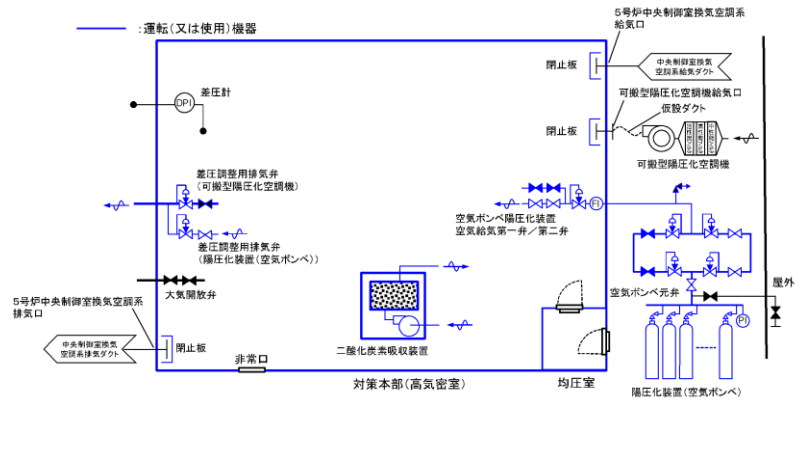 ：運転(又は使用)機器
5号炉中央制御室換気空調系
給気口
中央制御室換気
空調系給気ダクト
閉止板
差圧計
DPI
可搬型陽圧化空調機給気口
仮設ダクト
閉止板
可搬型陽圧化空調機
差圧調整用排気弁
(可搬型陽圧化空調機)
空気ボンベ陽圧化装置
空気給気第一弁／第二弁
FI
差圧調整用排気弁
(陽圧化装置(空気ボンベ))
大気開放弁
空気ボンベ元弁
屋外
5号炉中央制御室換気空調系
排気口
PI
中央制御室換気
空調系排気ダクト
閉止板
二酸化炭素吸収装置
非常口
対策本部(高気密室)
均圧室
陽圧化装置(空気ボンベ)